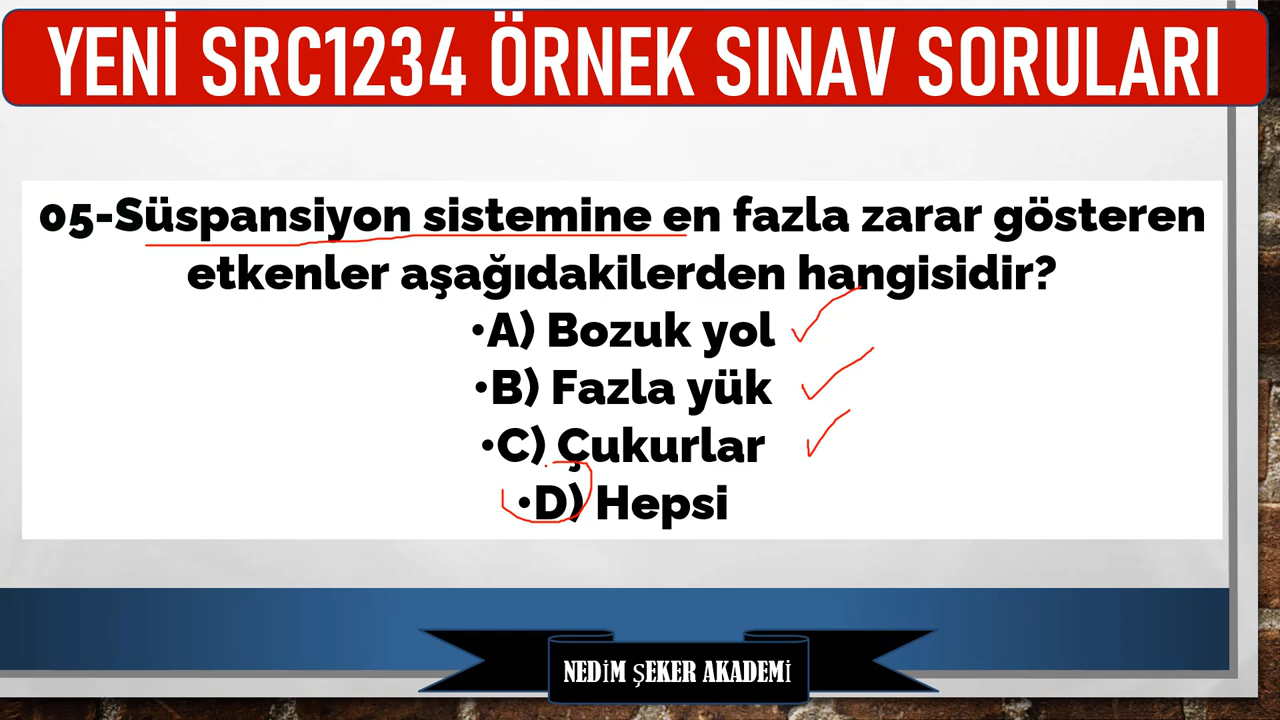 YENİ SRC1234 ÖRNEK SINAV SORULARI
05-Süspansiyon sistemine en fazla zarar gösteren
etkenler aşağıdakilerden hangisidir?
•A) Bozuk yol
•B) Fazla yük
•C) Çukurlar
•D) Hepsi
NEDİM ŞEKER AKADEMİ